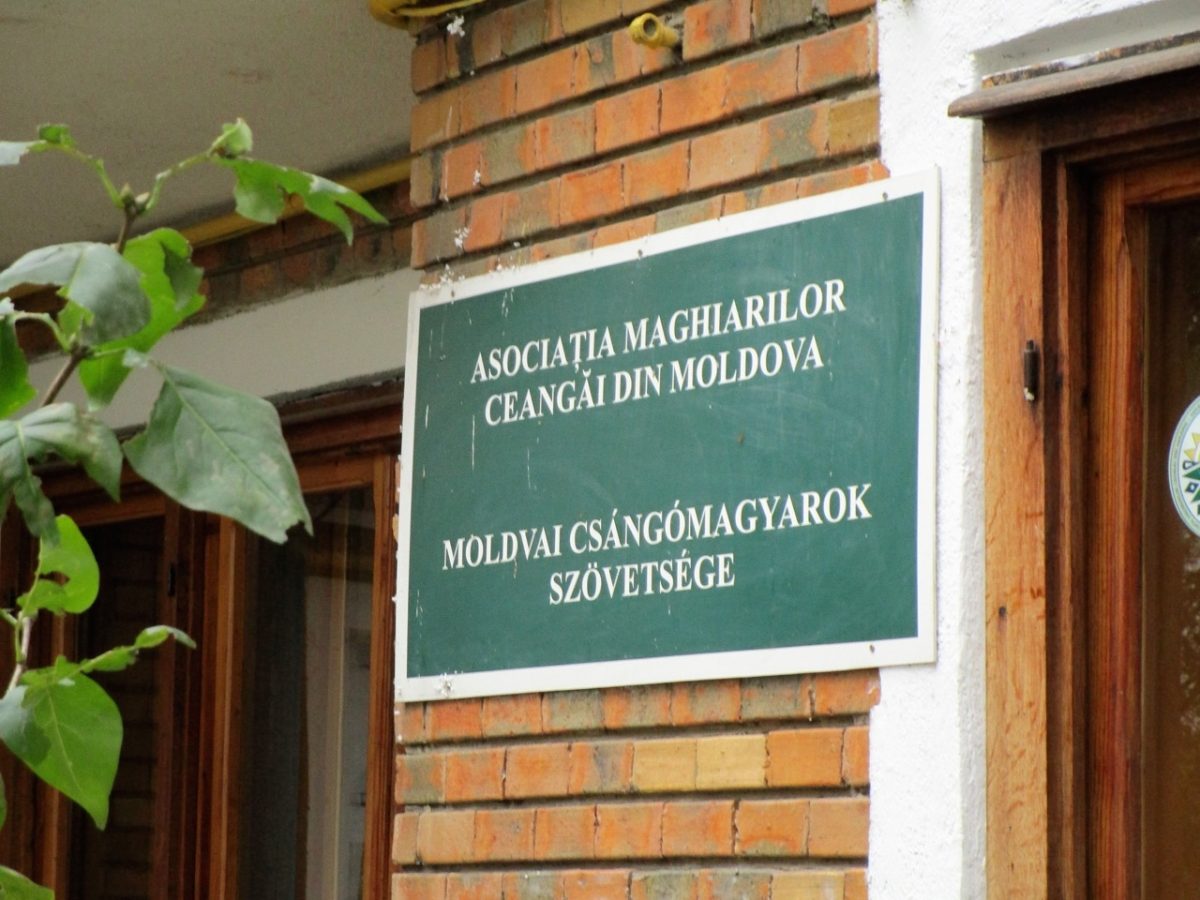 ASOCIAȚIA MAGHIARILOR
CEANGĂI DIN MOLDOVA
MOLDVAI CSÁNGÓMAGYAROK
SZÖVETSÉGE